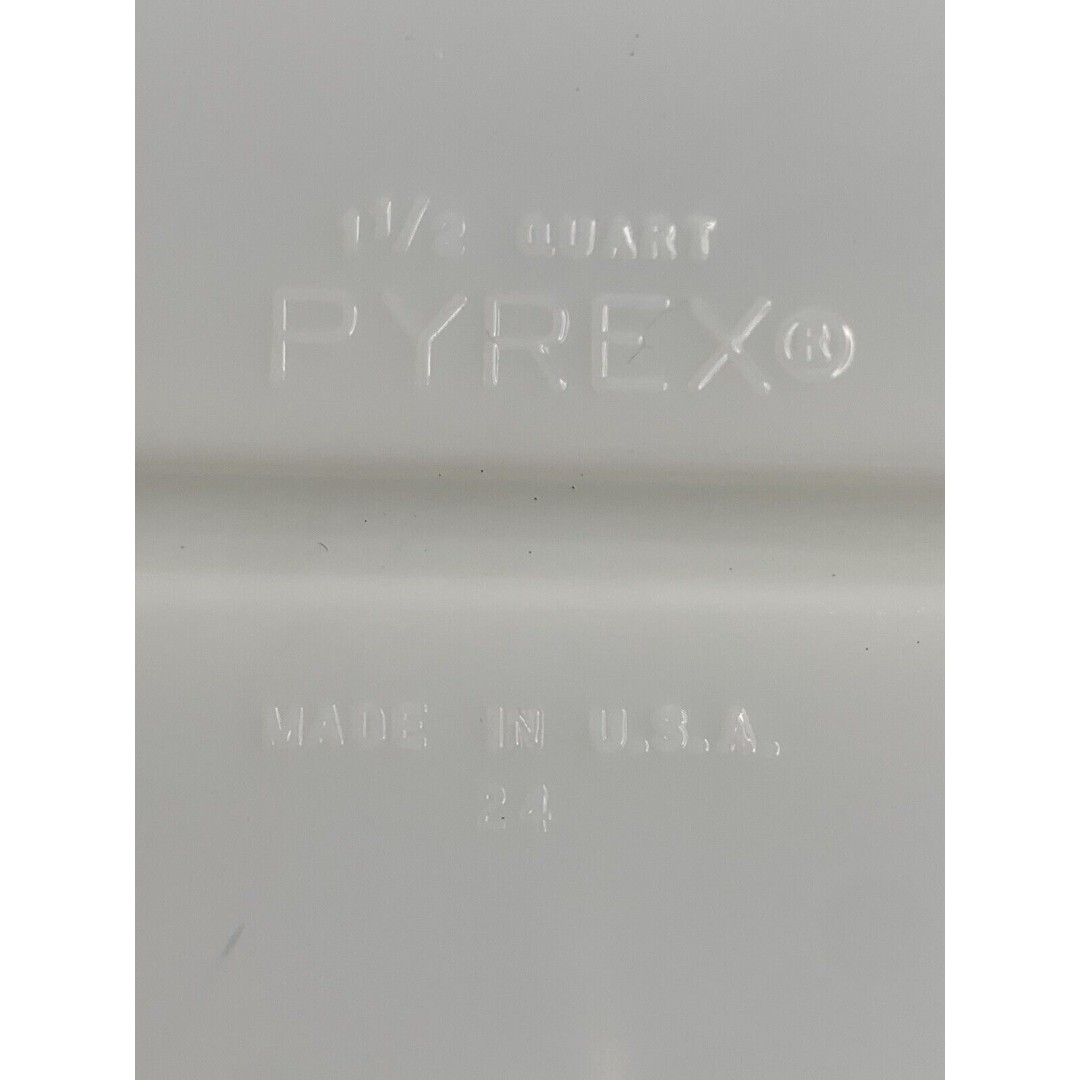 1 1/2 QUART
PYREX®
MADE IN U.S.A.
24